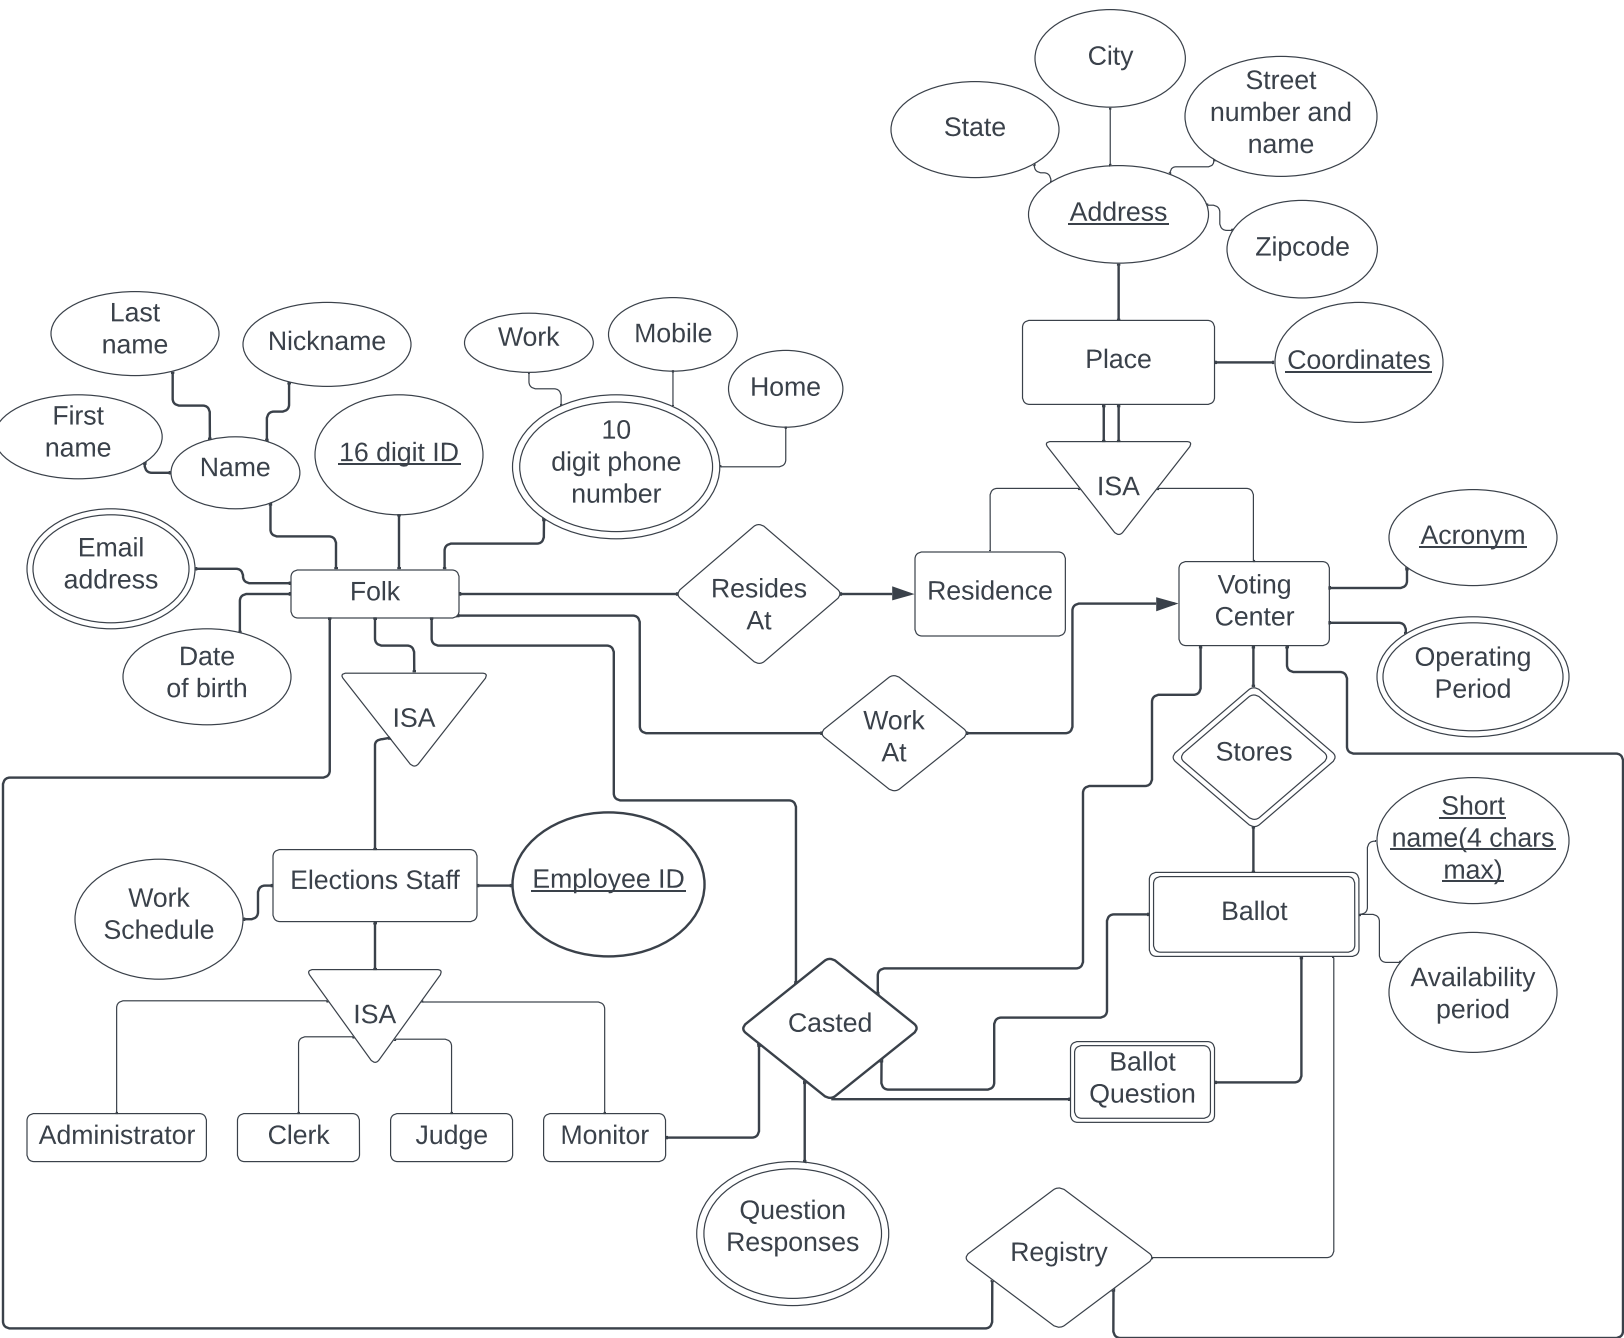 City
Street
number and
name
State
Address
Zipcode
Last
name
Nickname
Work
Mobile
Home
Place
Coordinates
First
name
Name
16 digit ID
10
digit phone
number
ISA
Email
address
Folk
Resides
At
Residence
Voting
Center
Acronym
Date
of birth
Operating
Period
ISA
Work
At
Stores
Short
name(4 chars
max)
Work
Schedule
Elections Staff
Employee ID
Ballot
Availability
period
ISA
Casted
Ballot
Question
Administrator
Clerk
Judge
Monitor
Question
Responses
Registry